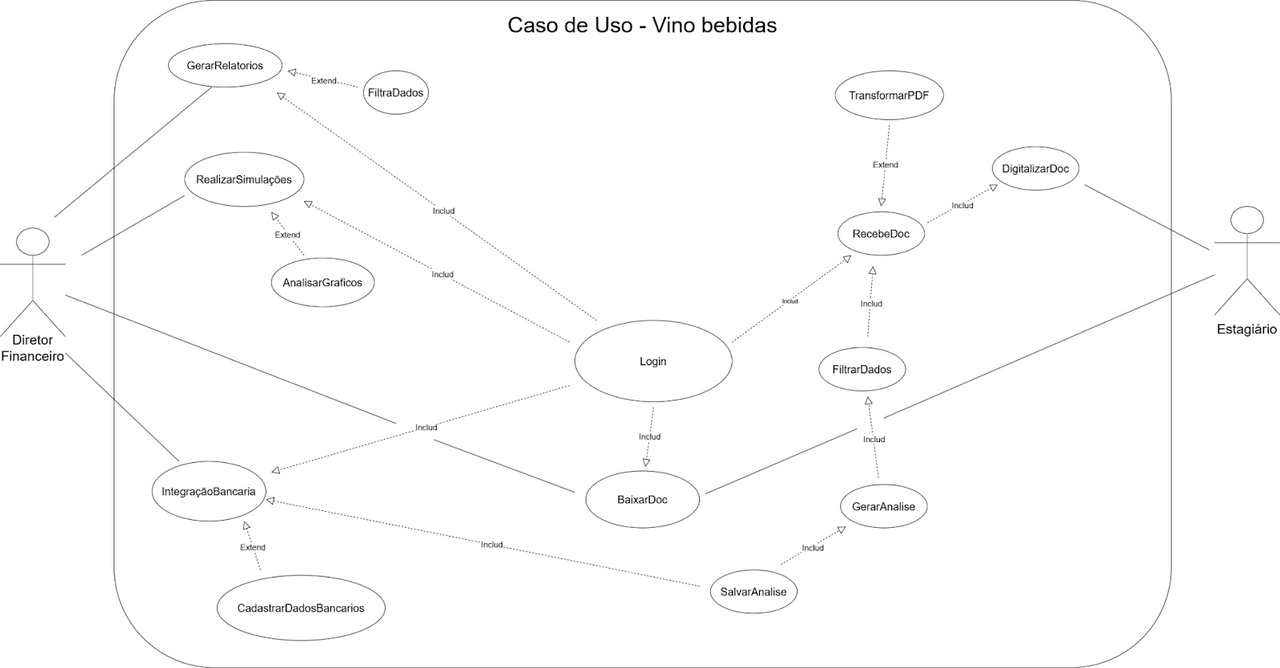 Caso de Uso - Vino bebidas
GerarRelatorios
Extend
FiltraDados
TransformarPDF
Extend
DigitalizarDoc
RealizarSimulações
Includ
Includ
Extend
RecebeDoc
AnalisarGraficos
Includ
Includ
Includ
Diretor
Financeiro
Estagiário
Login
FiltrarDados
Includ
Includ
Includ
IntegraçãoBancaria
BaixarDoc
GerarAnalise
Extend
Includ
Includ
CadastrarDadosBancarios
SalvarAnalise